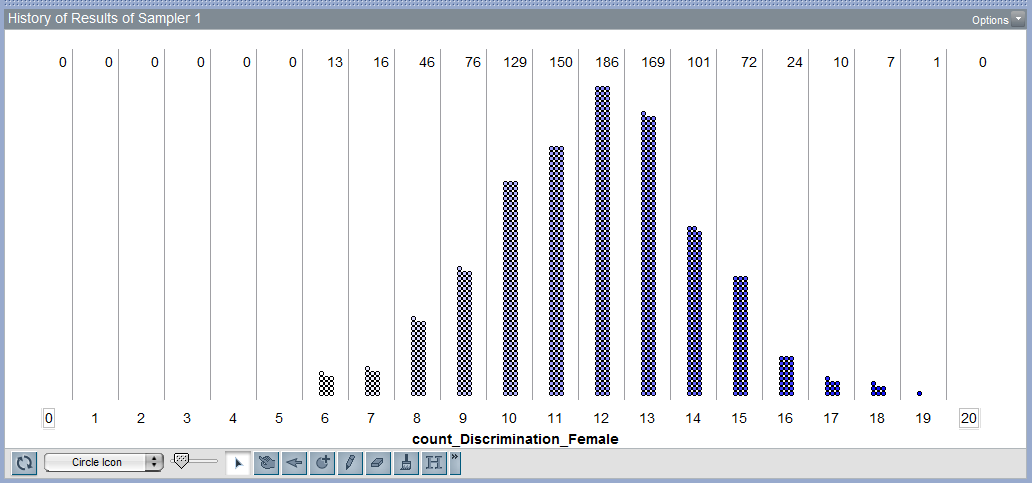 History of Results of Sampler 1 Options
0 0 0 0 0 0 13 16 46 76 129 150 186 169 101 72 24 10 7 1 0
0 1 2 3 4 5 6 7 8 9 10 11 12 13 14 15 16 17 18 19 20
count_Discrimination_Female
Circle Icon